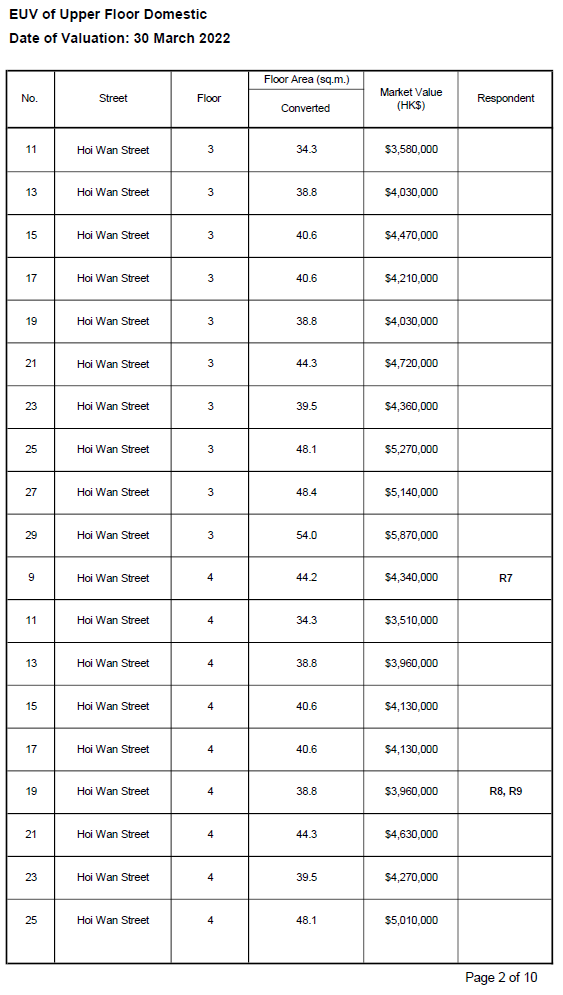 EUV of Upper Floor Domestic
Date of Valuation: 30 March 2022
No. Street Floor Floor Area (sq.m.) Converted Market Value (HK$) Respondent
11 Hoi Wan Street 3 34.3 $3,580,000
13 Hoi Wan Street 3 38.8 $4,030,000
15 Hoi Wan Street 3 40.6 $4,470,000
17 Hoi Wan Street 3 40.6 $4,210,000
19 Hoi Wan Street 3 38.8 $4,030,000
21 Hoi Wan Street 3 44.3 $4,720,000
23 Hoi Wan Street 3 39.5 $4,360,000
25 Hoi Wan Street 3 48.1 $5,270,000
27 Hoi Wan Street 3 48.4 $5,140,000
29 Hoi Wan Street 3 54.0 $5,870,000
9 Hoi Wan Street 4 44.2 $4,340,000 R7
11 Hoi Wan Street 4 34.3 $3,510,000
13 Hoi Wan Street 4 38.8 $3,960,000
15 Hoi Wan Street 4 40.6 $4,130,000
17 Hoi Wan Street 4 40.6 $4,130,000
19 Hoi Wan Street 4 38.8 $3,960,000 R8, R9
21 Hoi Wan Street 4 44.3 $4,630,000
23 Hoi Wan Street 4 39.5 $4,270,000
25 Hoi Wan Street 4 48.1 $5,010,000
Page 2 of 10